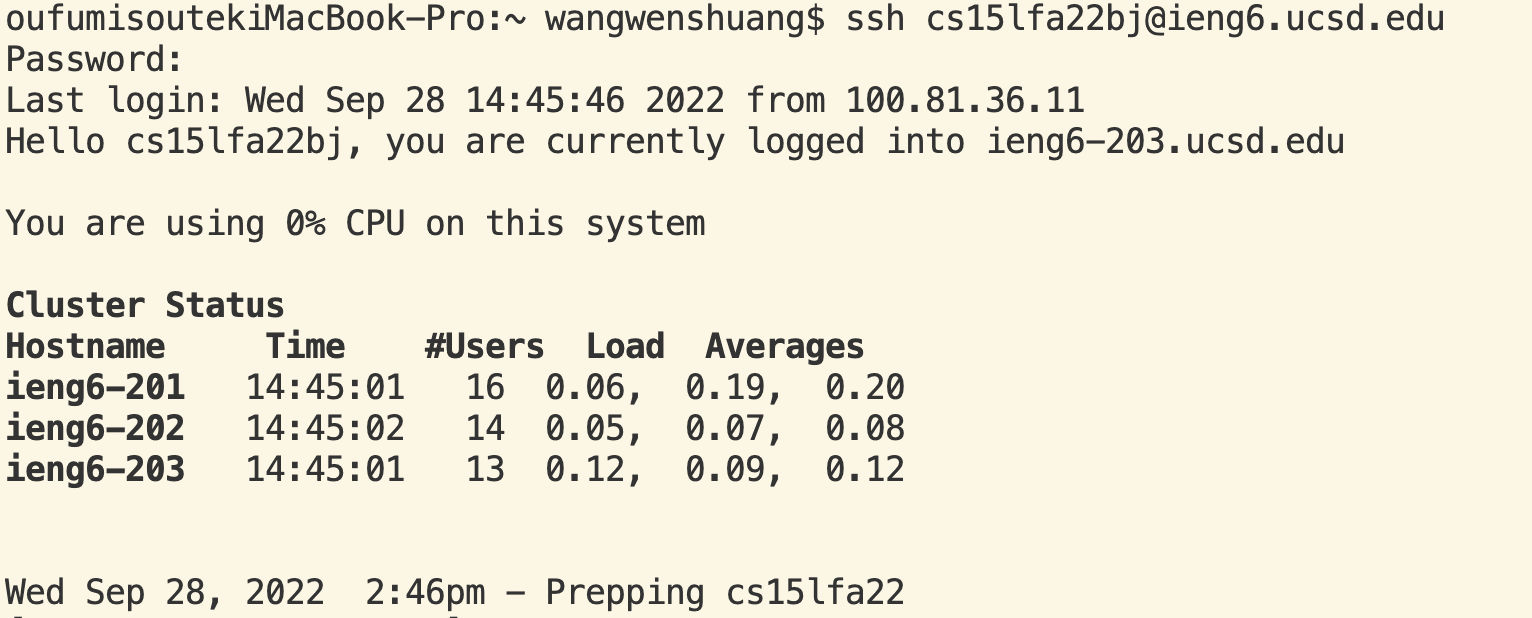 oufumisoutekiMacBook-Pro:~ wangwenshuang$ ssh cs15lfa22bj@ieng6.ucsd.edu
Password:
Last login: Wed Sep 28 14:45:46 2022 from 100.81.36.11
Hello cs15lfa22bj, you are currently logged into ieng6-203.ucsd.edu
You are using 0% CPU on this system
Cluster Status
Hostname     Time    #Users  Load  Averages
ieng6-201   14:45:01   16  0.06,  0.19,  0.20
ieng6-202   14:45:02   14  0.05,  0.07,  0.08
ieng6-203   14:45:01   13  0.12,  0.09,  0.12
Wed Sep 28, 2022  2:46pm - Prepping cs15lfa22